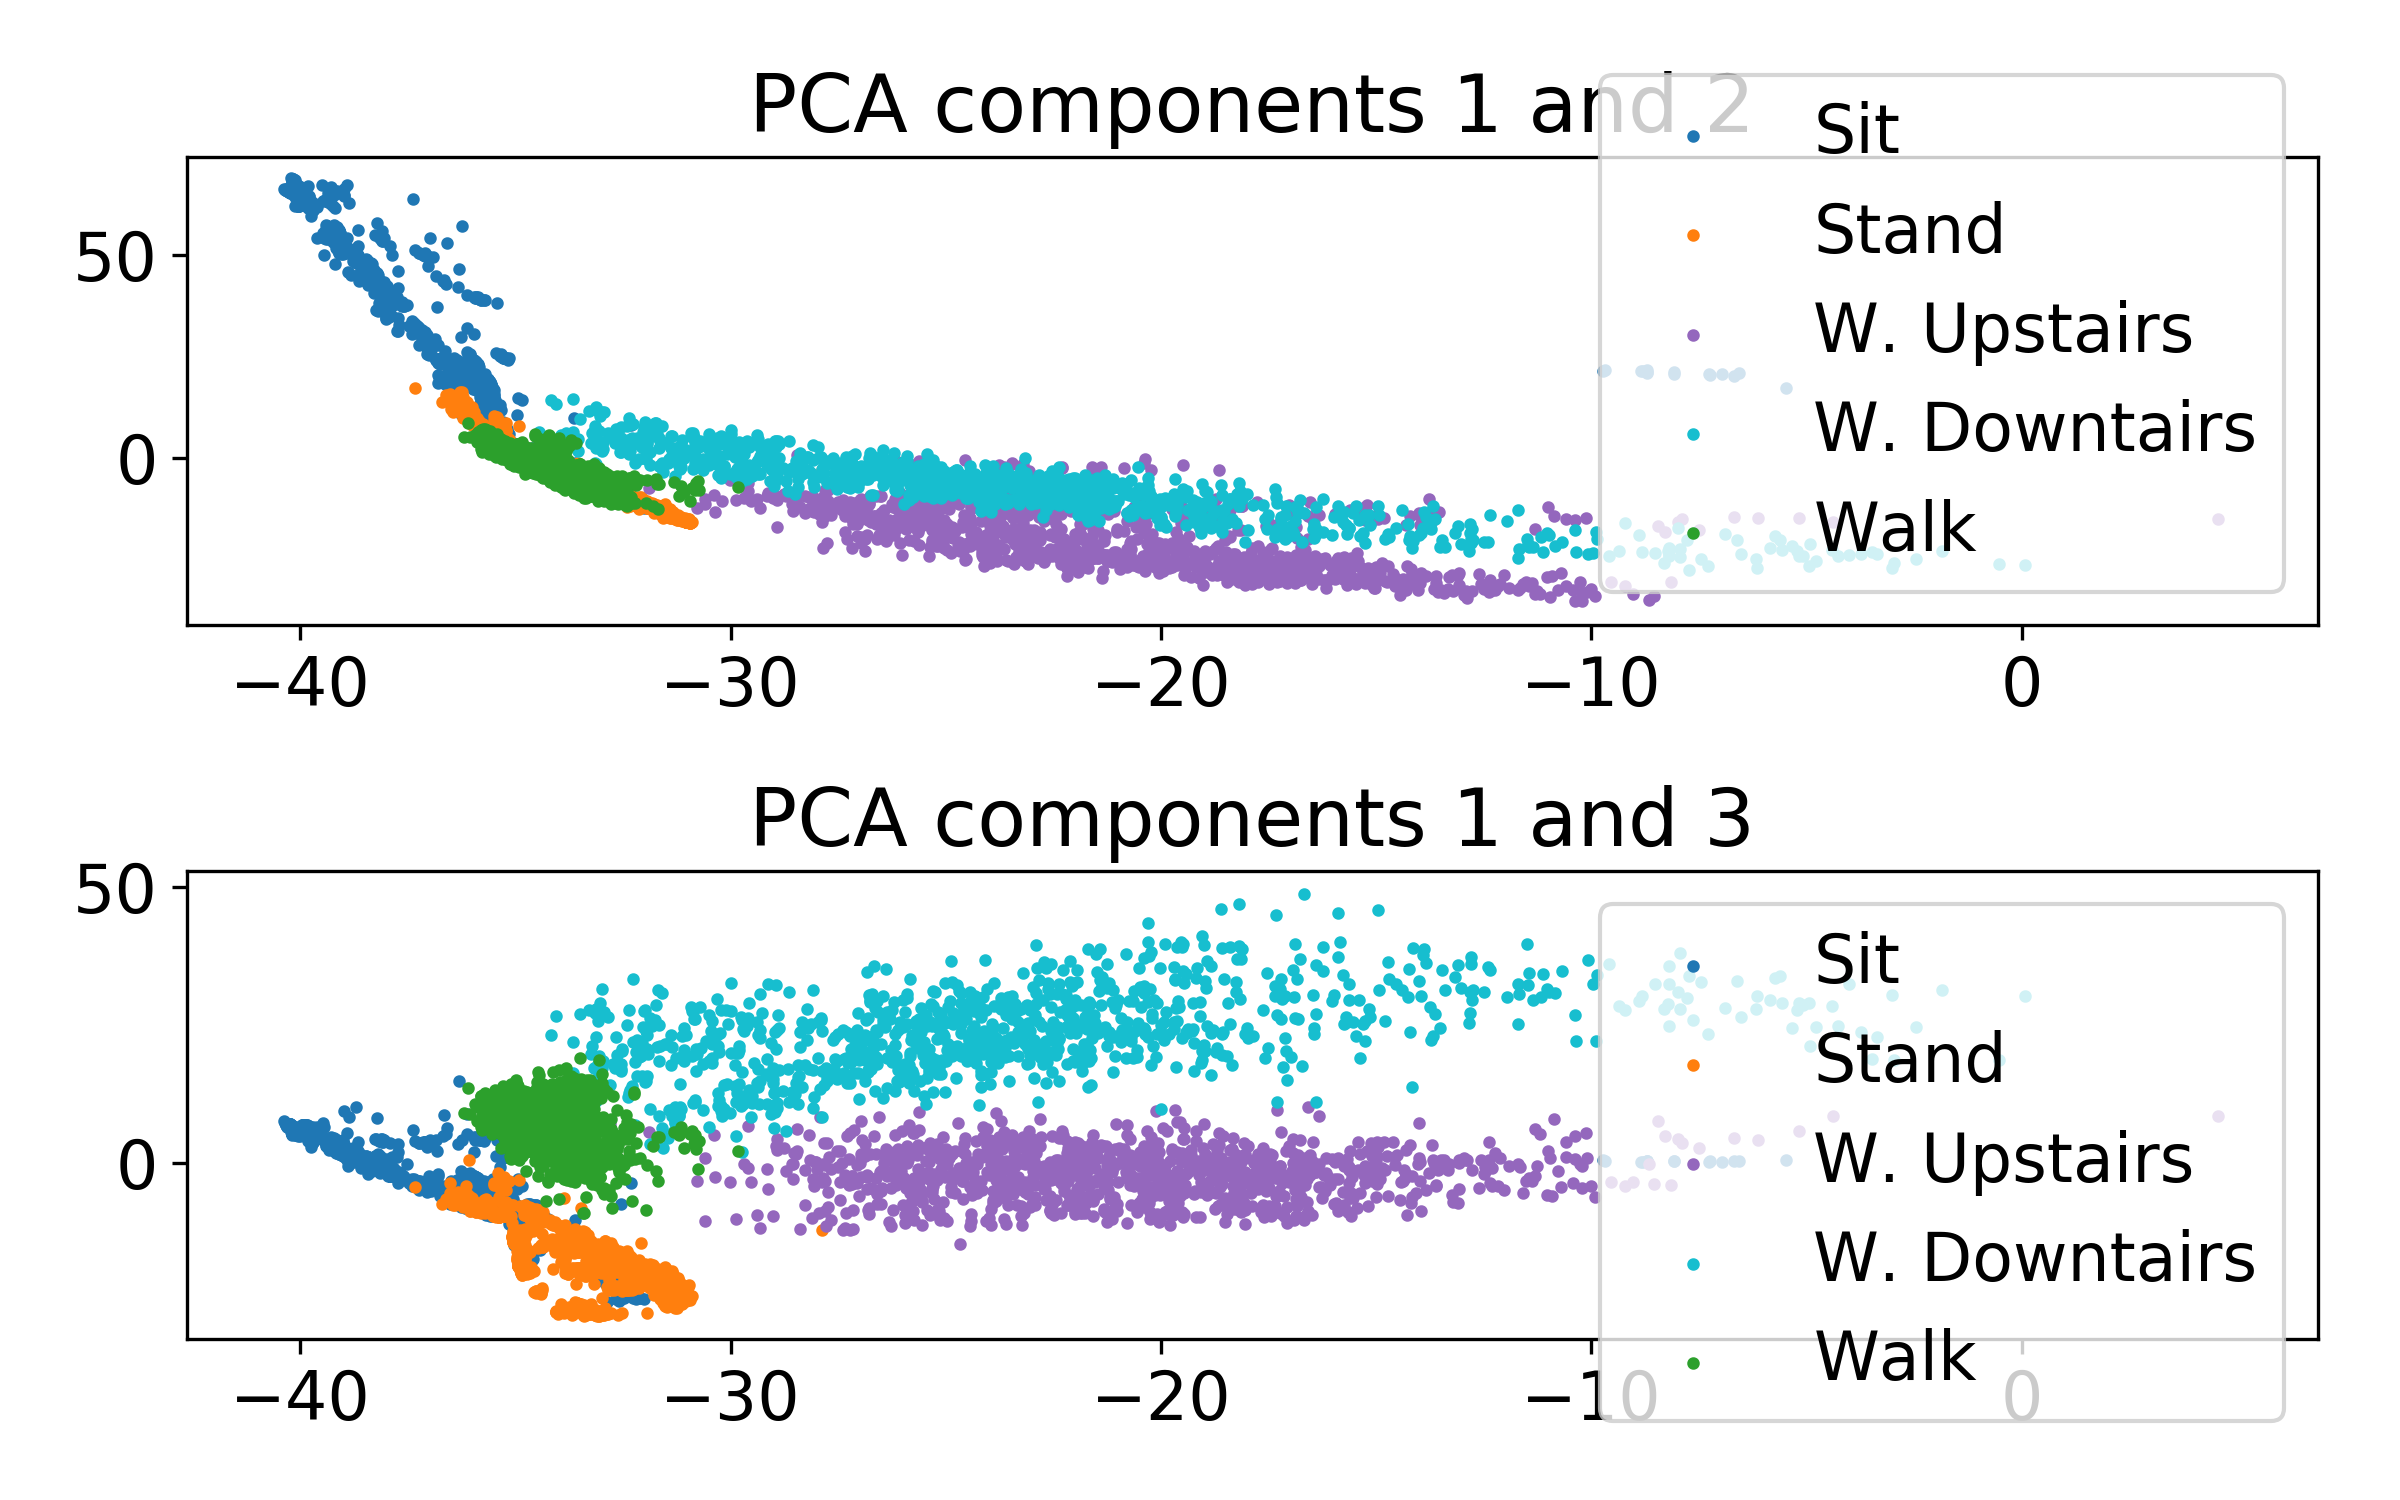 PCA components 1 and 2
Sit
Stand
W. Upstairs
W. Downtairs
Walk
50
0
−40 −30 −20 −10 0
PCA components 1 and 3
50
0
Sit
Stand
W. Upstairs
W. Downtairs
Walk
−40 −30 −20 −10 0